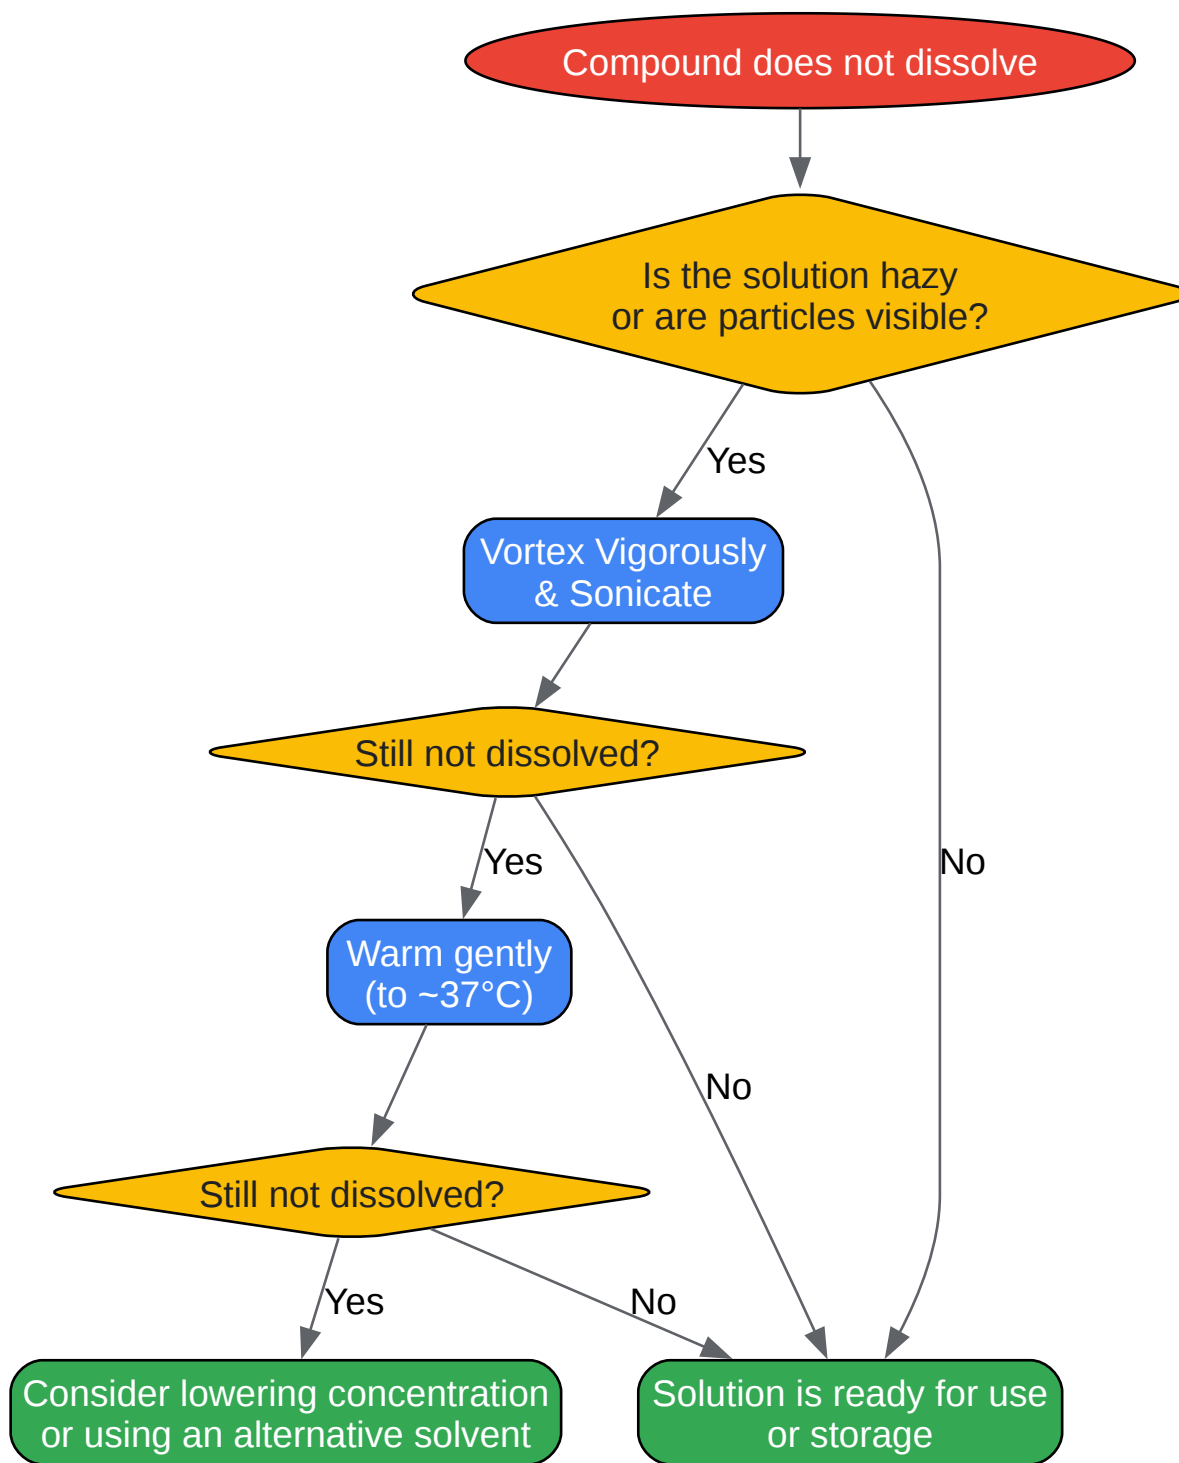 Compound does not dissolve
Is the solution hazy
or are particles visible?
Yes
Vortex Vigorously
& Sonicate
Still not dissolved?
Yes
No
Warm gently
(to ~37°C)
No
Still not dissolved?
Yes
No
Consider lowering concentration
or using an alternative solvent
Solution is ready for use
or storage